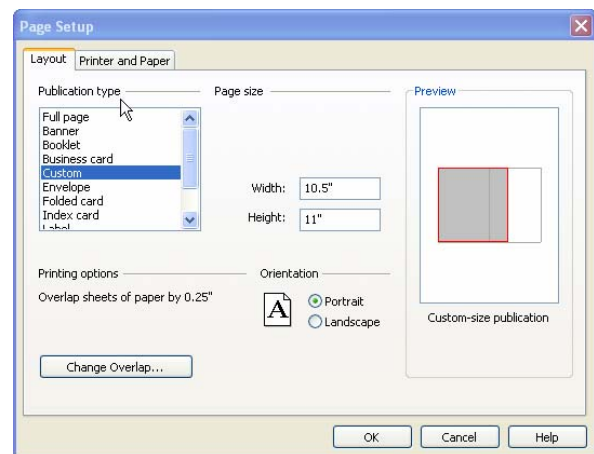 Page Setup
Layout
Printer and Paper
Publication type
Page size
Preview
Full page
Banner
Booklet
Business card
Custom
Envelope
Folded card
Index card
Label
Width: 10.5"
Height: 11"
Printing options
Orientation
Overlap sheets of paper by 0.25"
A
Portrait
Landscape
Custom-size publication
Change Overlap...
OK
Cancel
Help